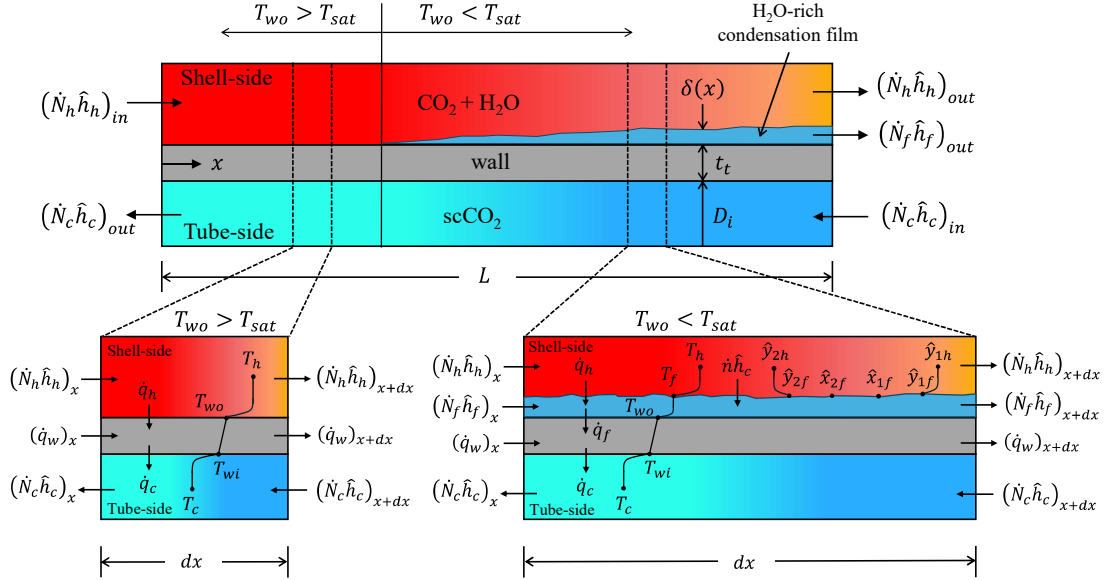 T_wo > T_sat
T_wo < T_sat
H₂O-rich
condensation film
Shell-side
(Ṅ_h ĥ_h)_in
CO₂ + H₂O
δ(x)
(Ṅ_h ĥ_h)_out
(Ṅ_f ĥ_f)_out
x
wall
t_t
(Ṅ_c ĥ_c)_out
scCO₂
D_i
(Ṅ_c ĥ_c)_in
Tube-side
L
T_wo > T_sat
Shell-side
T_h
(Ṅ_h ĥ_h)_x
q̇_h
(Ṅ_h ĥ_h)_x+dx
T_wo
(q̇_w)_x
(q̇_w)_x+dx
T_wi
(Ṅ_c ĥ_c)_x
q̇_c
T_c
(Ṅ_c ĥ_c)_x+dx
Tube-side
dx
T_wo < T_sat
Shell-side
T_h
ŷ_2h
ŷ_1h
(Ṅ_h ĥ_h)_x
q̇_h
T_f
ṅĥ_c
ŷ_2f
x̂_2f
x̂_1f
ŷ_1f
(Ṅ_h ĥ_h)_x+dx
(Ṅ_f ĥ_f)_x
T_wo
(Ṅ_f ĥ_f)_x+dx
q̇_f
(q̇_w)_x
(q̇_w)_x+dx
T_wi
(Ṅ_c ĥ_c)_x
q̇_c
T_c
(Ṅ_c ĥ_c)_x+dx
Tube-side
dx